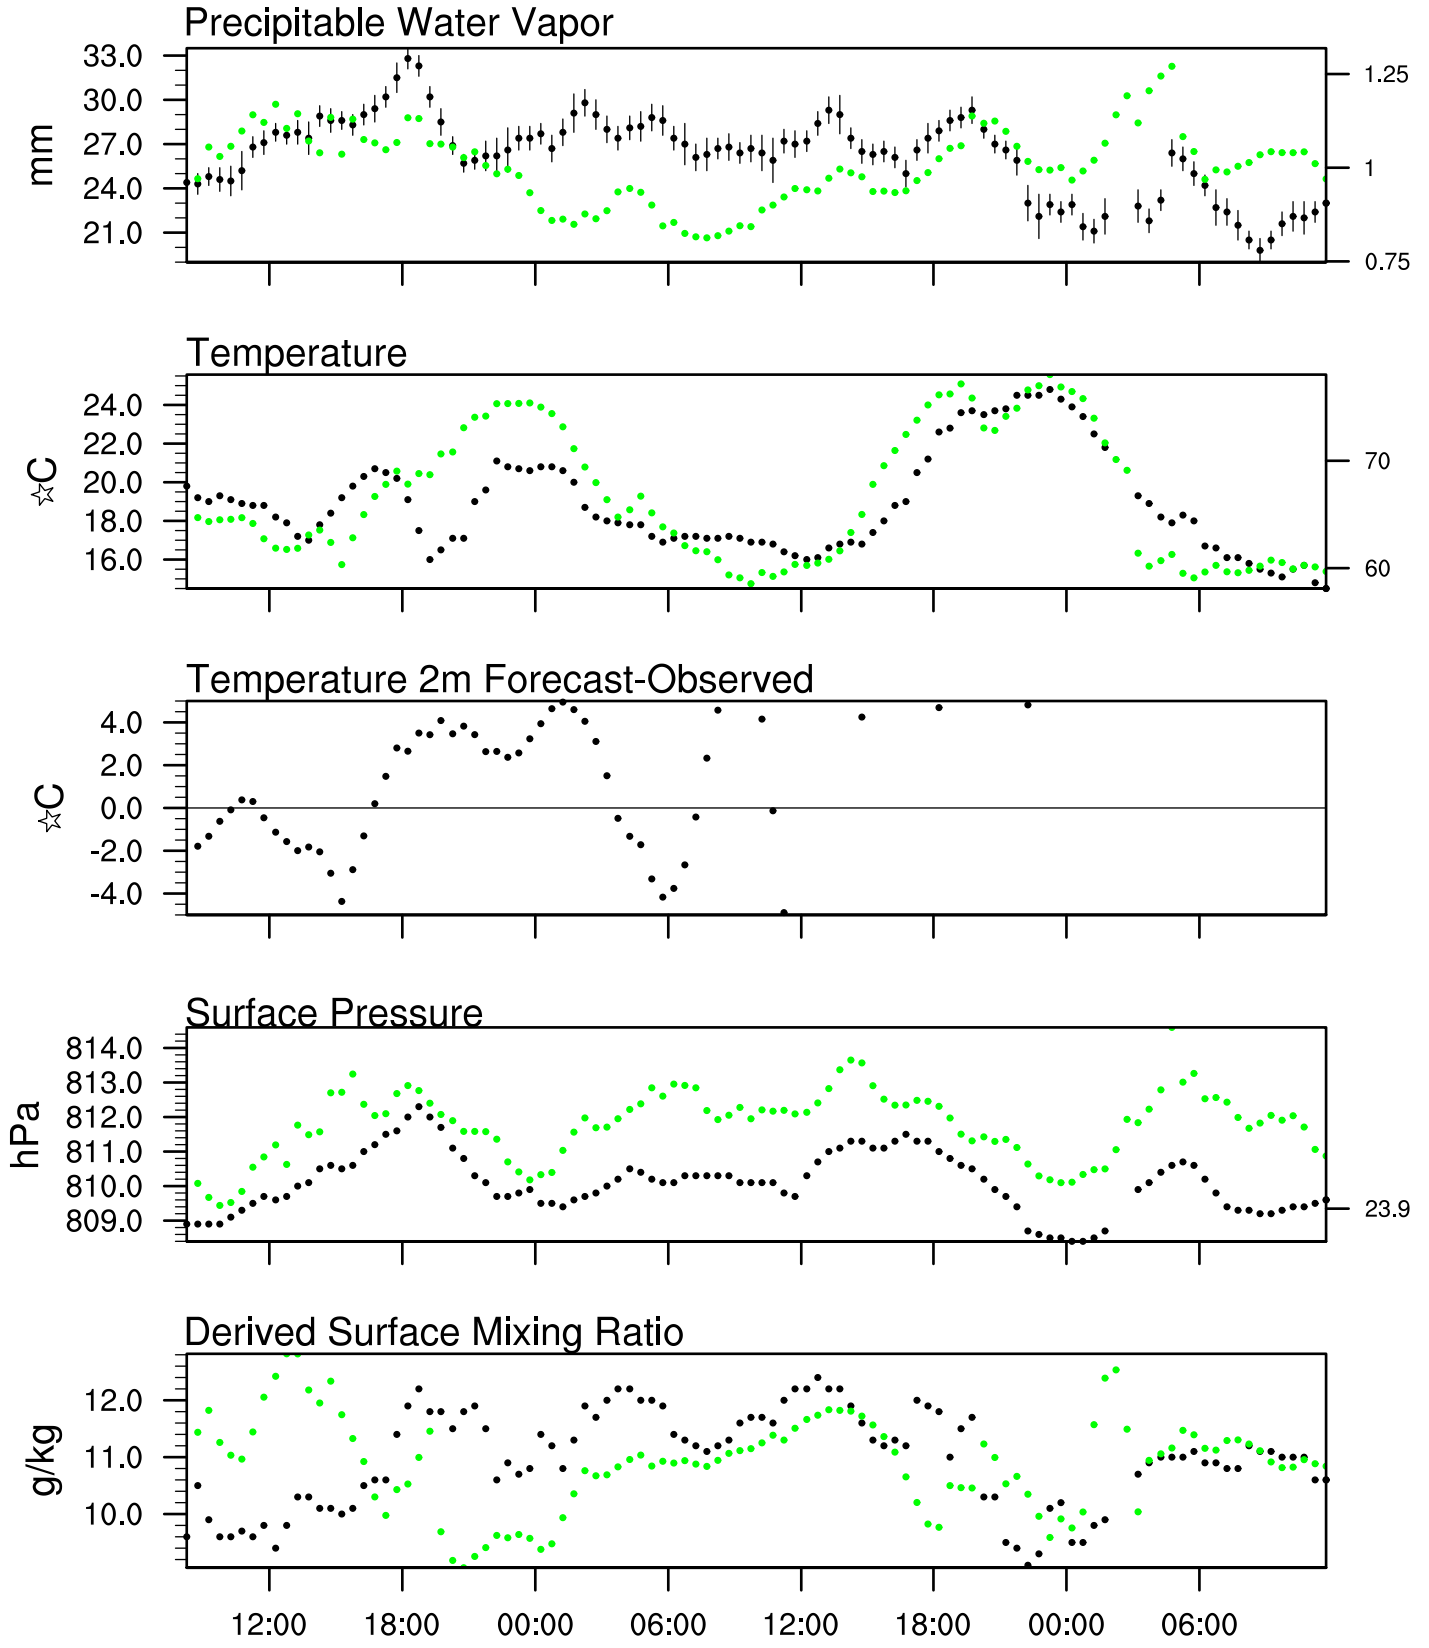 Precipitable Water Vapor
33.0
30.0
27.0
24.0
21.0
mm
1.25
1
0.75
Temperature
24.0
22.0
20.0
18.0
16.0
☆C
70
60
Temperature 2m Forecast-Observed
4.0
2.0
0.0
-2.0
-4.0
☆C
Surface Pressure
814.0
813.0
812.0
811.0
810.0
809.0
hPa
23.9
Derived Surface Mixing Ratio
12.0
11.0
10.0
g/kg
12:00 18:00 00:00 06:00 12:00 18:00 00:00 06:00